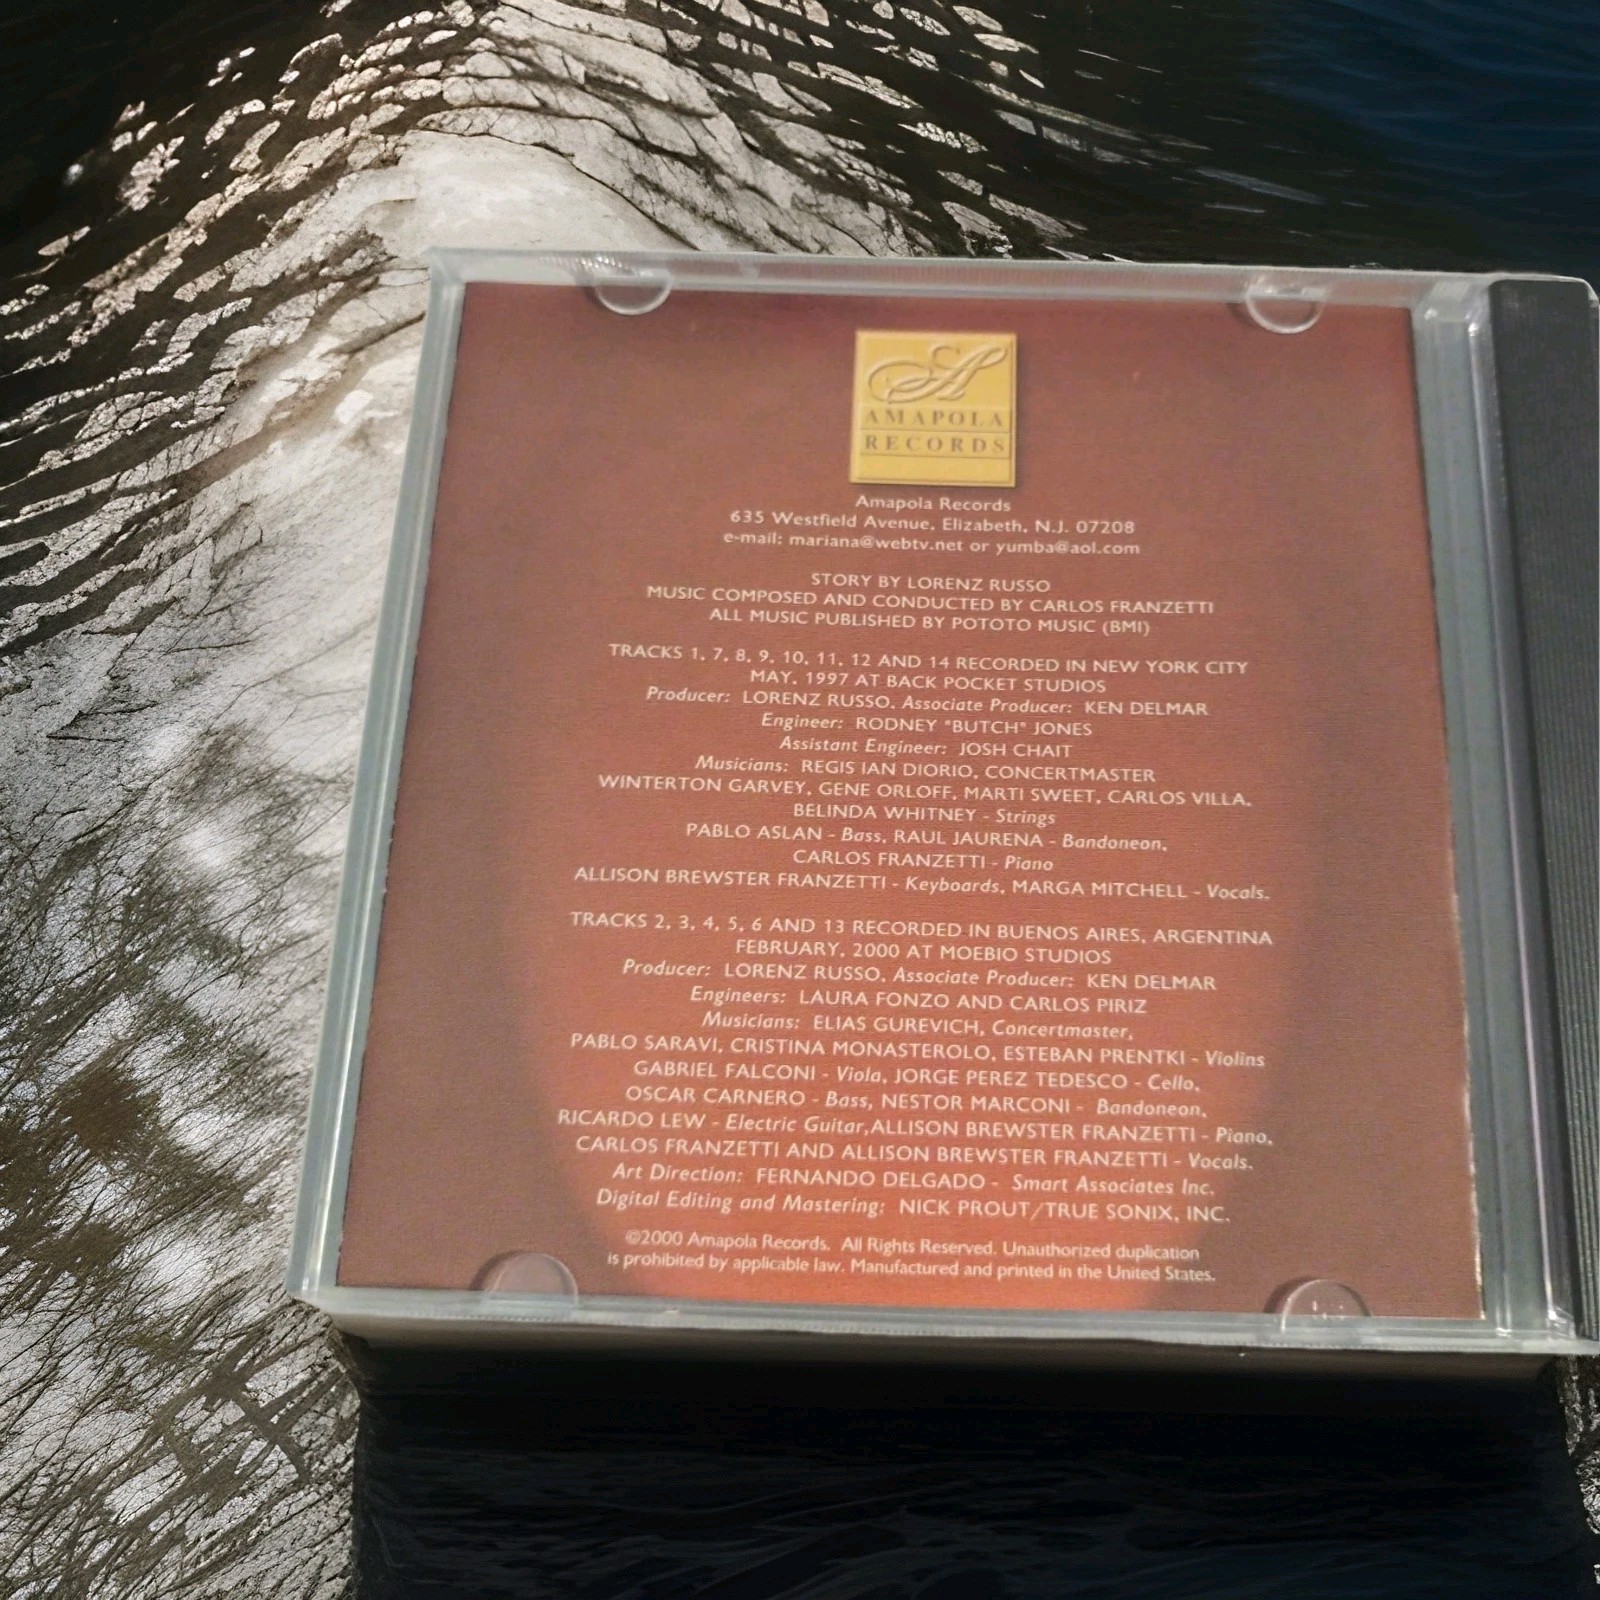 A
AMAPOLA
RECORDS
Amapola Records
635 Westfield Avenue, Elizabeth, N.J. 07208
e-mail: mariana@webtv.net or yumba@aol.com
STORY BY LORENZ RUSSO
MUSIC COMPOSED AND CONDUCTED BY CARLOS FRANZETTI
ALL MUSIC PUBLISHED BY POTOTO MUSIC (BMI)
TRACKS 1, 7, 8, 9, 10, 11, 12 AND 14 RECORDED IN NEW YORK CITY
MAY, 1997 AT BACK POCKET STUDIOS
Producer: LORENZ RUSSO, Associate Producer: KEN DELMAR
Engineer: RODNEY "BUTCH" JONES
Assistant Engineer: JOSH CHAIT
Musicians: REGIS IAN DIORIO, CONCERTMASTER
WINTERTON GARVEY, GENE ORLOFF, MARTI SWEET, CARLOS VILLA,
BELINDA WHITNEY - Strings
PABLO ASLAN - Bass, RAUL JAURENA - Bandoneon,
CARLOS FRANZETTI - Piano
ALLISON BREWSTER FRANZETTI - Keyboards, MARGA MITCHELL - Vocals.
TRACKS 2, 3, 4, 5, 6 AND 13 RECORDED IN BUENOS AIRES, ARGENTINA
FEBRUARY, 2000 AT MOEBIO STUDIOS
Producer: LORENZ RUSSO, Associate Producer: KEN DELMAR
Engineers: LAURA FONZO AND CARLOS PIRIZ
Musicians: ELIAS GUREVICH, Concertmaster,
PABLO SARAVI, CRISTINA MONASTEROLO, ESTEBAN PRENTKI - Violins
GABRIEL FALCONI - Viola, JORGE PEREZ TEDESCO - Cello,
OSCAR CARNERO - Bass, NESTOR MARCONI - Bandoneon,
RICARDO LEW - Electric Guitar,ALLISON BREWSTER FRANZETTI - Piano,
CARLOS FRANZETTI AND ALLISON BREWSTER FRANZETTI - Vocals.
Art Direction: FERNANDO DELGADO - Smart Associates Inc.
Digital Editing and Mastering: NICK PROUT/TRUE SONIX, INC.
©2000 Amapola Records. All Rights Reserved. Unauthorized duplication
is prohibited by applicable law. Manufactured and printed in the United States.